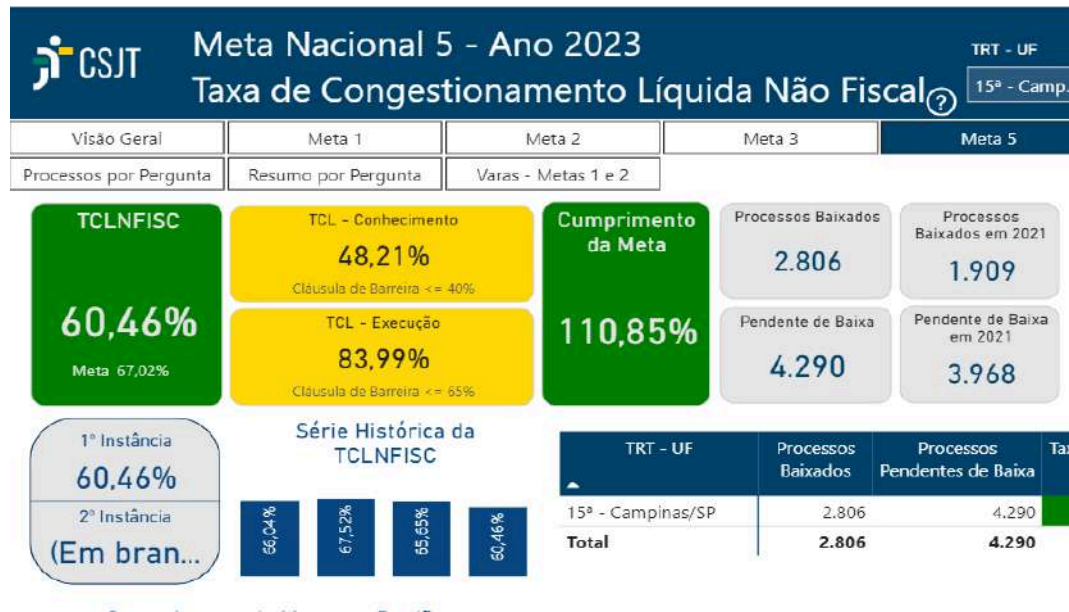 CSJT
Meta Nacional 5 - Ano 2023
Taxa de Congestionamento Líquida Não Fiscal
?
TRT - UF
15ª - Camp.
Visão Geral
Meta 1
Meta 2
Meta 3
Meta 5
Processos por Pergunta
Resumo por Pergunta
Varas - Metas 1 e 2
TCLNFISC
60,46%
Meta 67,02%
TCL - Conhecimento
48,21%
Cláusula de Barreira <= 40%
TCL - Execução
83,99%
Cláusula de Barreira <= 65%
Cumprimento
da Meta
110,85%
Processos Baixados
2.806
Processos
Baixados em 2021
1.909
Pendente de Baixa
4.290
Pendente de Baixa
em 2021
3.968
1º Instância
60,46%
2º Instância
(Em bran...
Série Histórica da
TCLNFISC
66,04%
67,52%
65,65%
60,46%
TRT - UF
Processos
Baixados
Processos
Pendentes de Baixa
15ª - Campinas/SP
2.806
4.290
Total
2.806
4.290